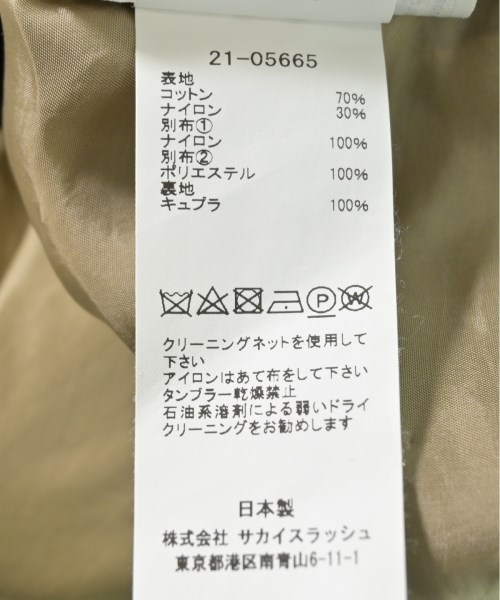 21-05665
表地
コットン 70%
ナイロン 30%
別布①
ナイロン 100%
別布②
ポリエステル 100%
裏地
キュプラ 100%
P W
クリーニングネットを使用して
下さい
アイロンはあて布をして下さい
タンブラー乾燥禁止
石油系溶剤による弱いドライ
クリーニングをお勧めします
日本製
株式会社 サカイスラッシュ
東京都港区南青山6-11-1